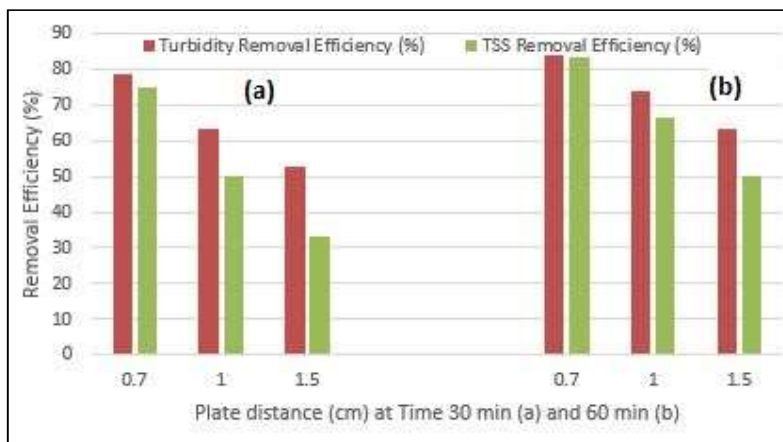 Turbidity Removal Efficiency (%) TSS Removal Efficiency (%)
(a) (b)
Removal Efficiency (%)
90
80
70
60
50
40
30
20
10
0
0.7 1 1.5 0.7 1 1.5
Plate distance (cm) at Time 30 min (a) and 60 min (b)